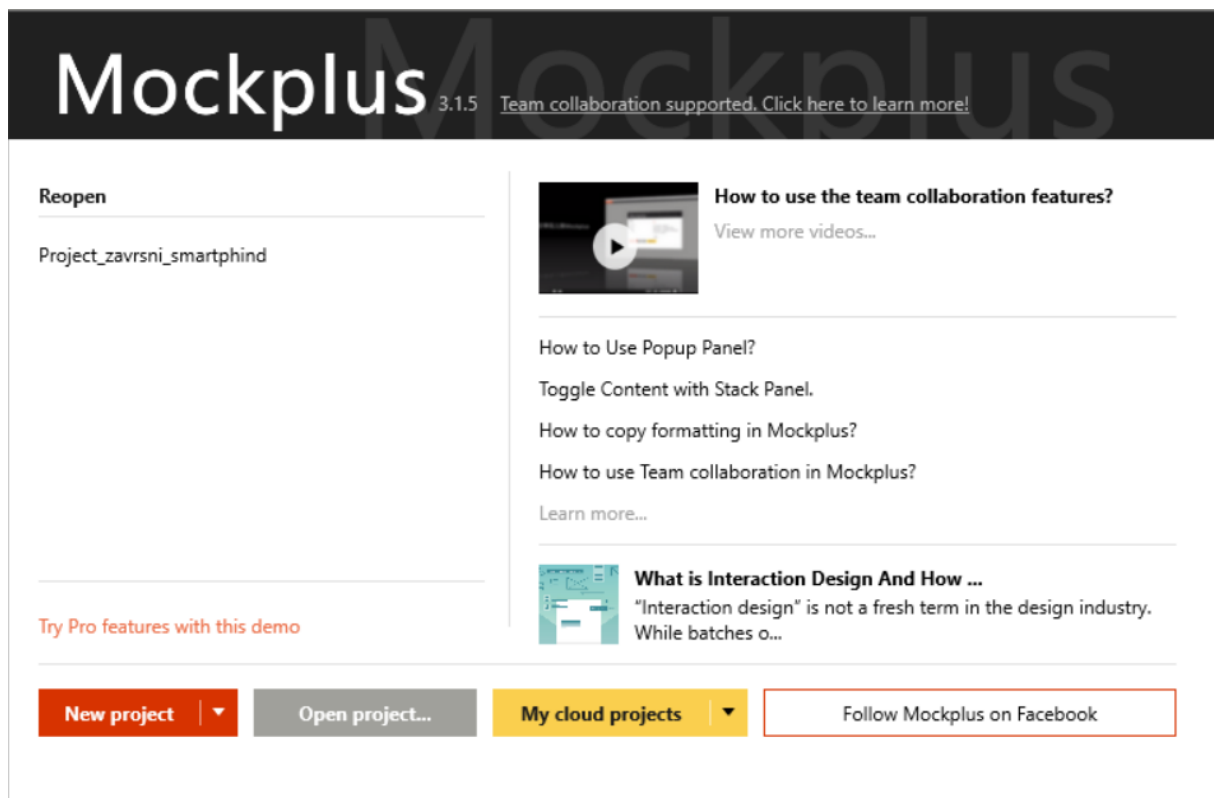 Mockplus
Mockplus 3.1.5 Team collaboration supported. Click here to learn more!
Reopen
Project_zavrsni_smartphind
Try Pro features with this demo
How to use the team collaboration features?
View more videos...
How to Use Popup Panel?
Toggle Content with Stack Panel.
How to copy formatting in Mockplus?
How to use Team collaboration in Mockplus?
Learn more...
What is Interaction Design And How ...
“Interaction design” is not a fresh term in the design industry.
While batches o...
New project
Open project...
My cloud projects
Follow Mockplus on Facebook